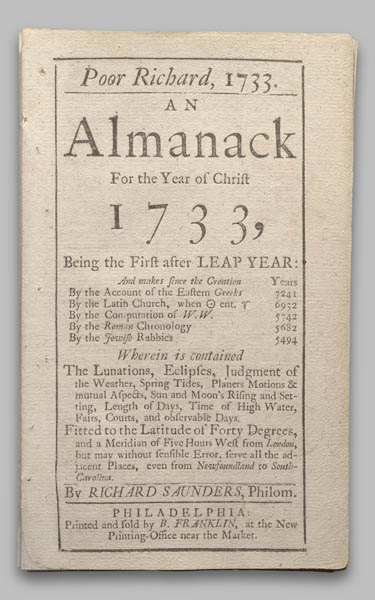 Poor Richard, 1733.
AN
Almanack
For the Year of Chriſt
1733,
Being the Firſt after LEAP YEAR:
And makes ſince the Creation Years
By the Account of the Eaſtern Greeks 7241
By the Latin Church, when ☉ ent. ♈ 6932
By the Computation of W.W. 5742
By the Roman Chronology 5682
By the Jewiſh Rabbies 5494
Wherein is contained
The Lunations, Eclipſes, Judgment of
the Weather, Spring Tides, Planets Motions &
mutual Aſpects, Sun and Moon's Riſing and Set-
ting, Length of Days, Time of High Water,
Fairs, Courts, and obſervable Days.
Fitted to the Latitude of Forty Degrees,
and a Meridian of Five Hours Weſt from London,
but may without ſenſible Error, ſerve all the ad-
jacent Places, even from Newfoundland to South-
Carolina.
By RICHARD SAUNDERS, Philom.
PHILADELPHIA:
Printed and ſold by B. FRANKLIN, at the New
Printing-Office near the Market.